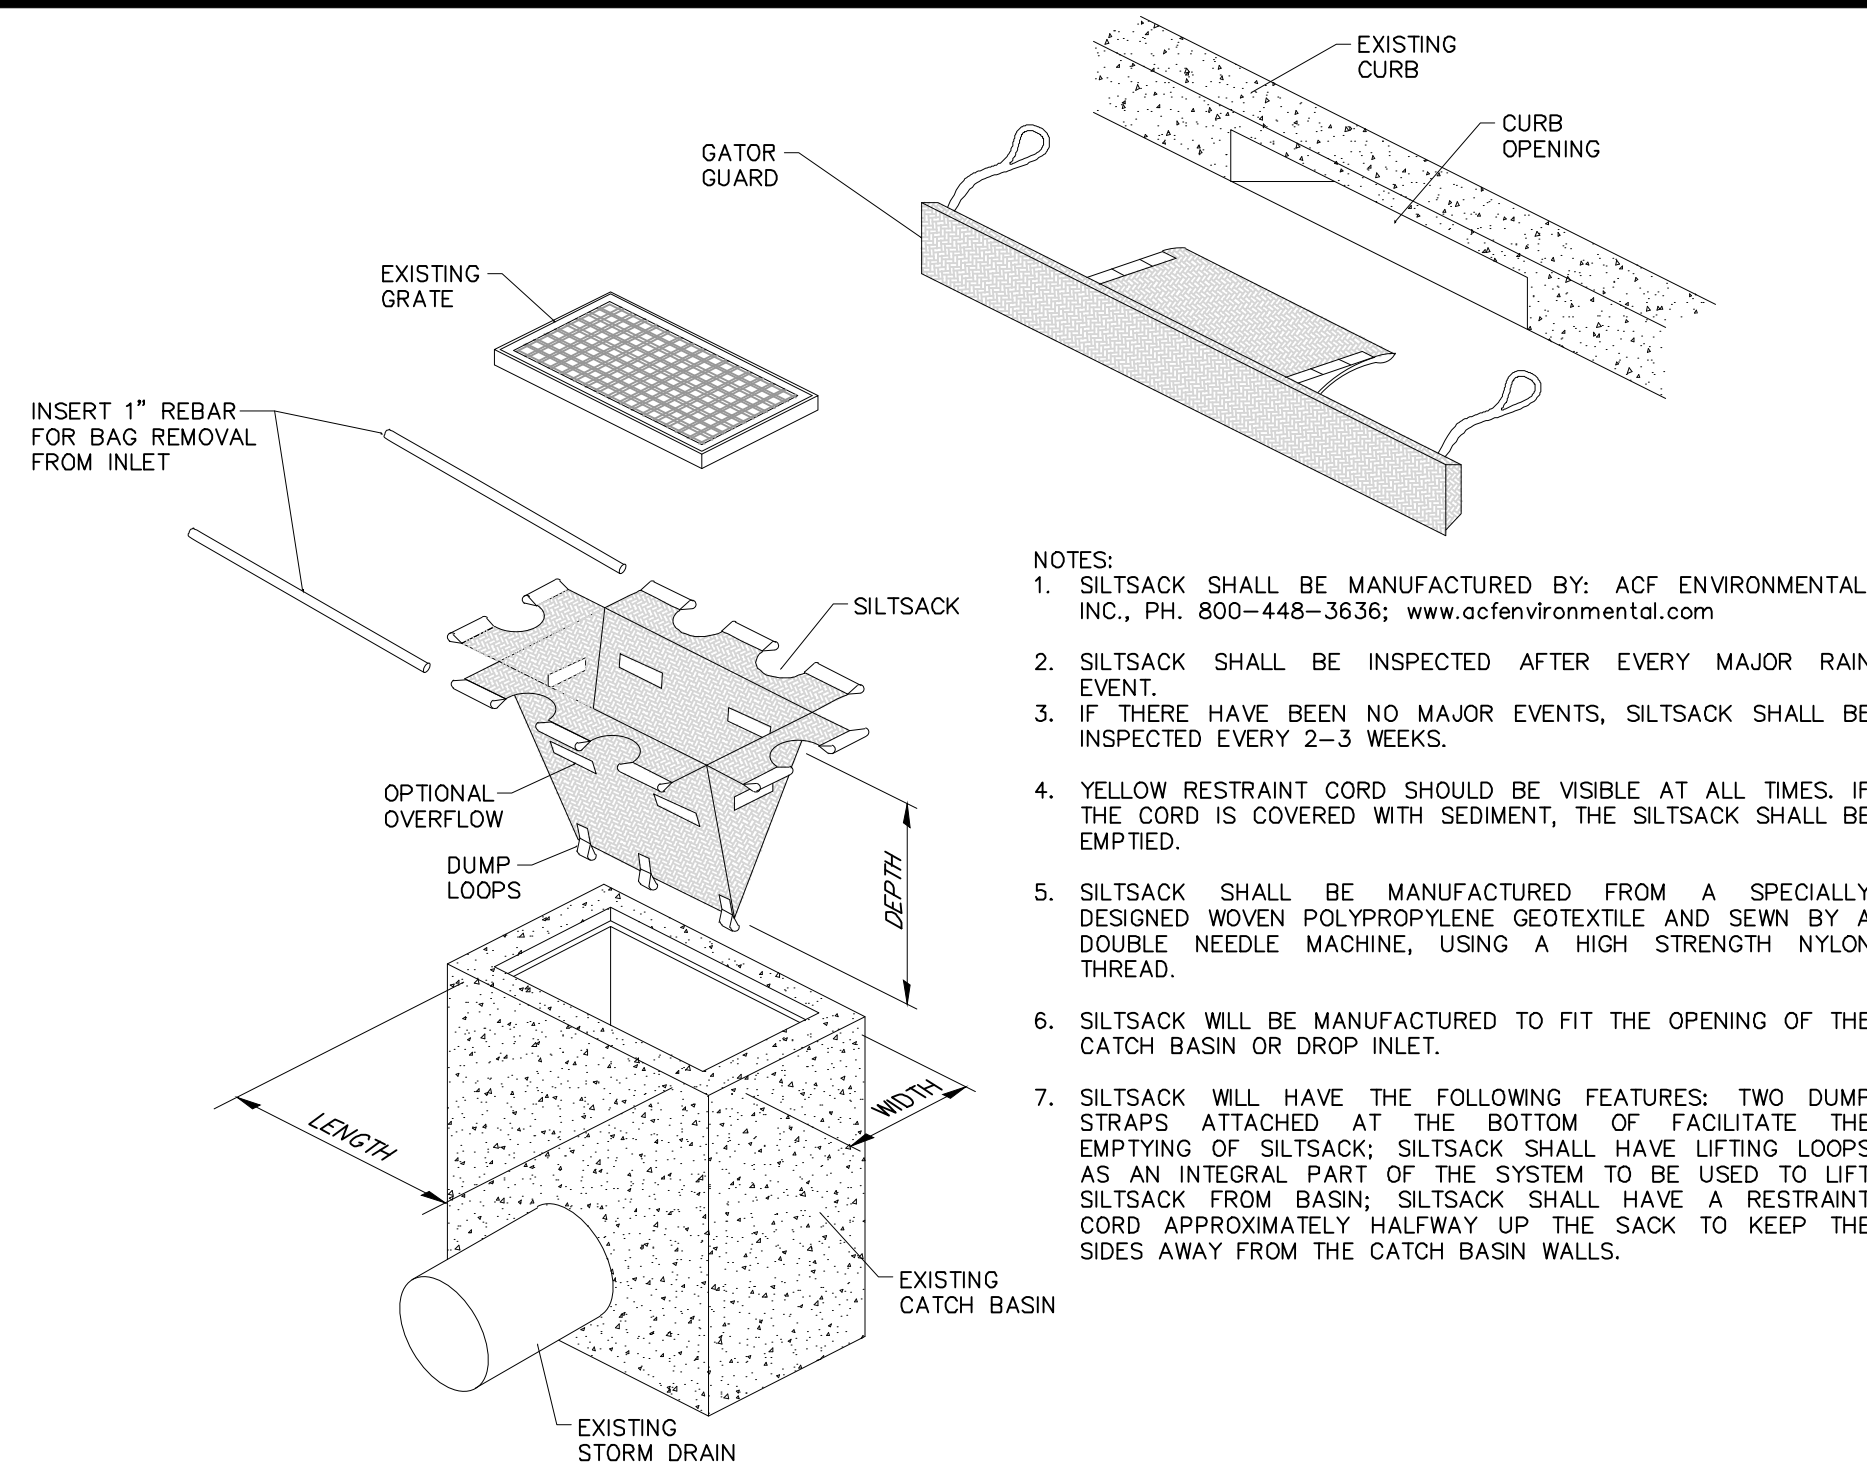 EXISTING
CURB
CURB
OPENING
GATOR
GUARD
EXISTING
GRATE
INSERT 1" REBAR
FOR BAG REMOVAL
FROM INLET
SILTSACK
OPTIONAL
OVERFLOW
DUMP
LOOPS
DEPTH
LENGTH
WIDTH
EXISTING
CATCH BASIN
EXISTING
STORM DRAIN
NOTES:
1. SILTSACK SHALL BE MANUFACTURED BY: ACF ENVIRONMENTAL
INC., PH. 800-448-3636; www.acfenvironmental.com
2. SILTSACK SHALL BE INSPECTED AFTER EVERY MAJOR RAIN
EVENT.
3. IF THERE HAVE BEEN NO MAJOR EVENTS, SILTSACK SHALL BE
INSPECTED EVERY 2-3 WEEKS.
4. YELLOW RESTRAINT CORD SHOULD BE VISIBLE AT ALL TIMES. IF
THE CORD IS COVERED WITH SEDIMENT, THE SILTSACK SHALL BE
EMPTIED.
5. SILTSACK SHALL BE MANUFACTURED FROM A SPECIALLY
DESIGNED WOVEN POLYPROPYLENE GEOTEXTILE AND SEWN BY A
DOUBLE NEEDLE MACHINE, USING A HIGH STRENGTH NYLON
THREAD.
6. SILTSACK WILL BE MANUFACTURED TO FIT THE OPENING OF THE
CATCH BASIN OR DROP INLET.
7. SILTSACK WILL HAVE THE FOLLOWING FEATURES: TWO DUMP
STRAPS ATTACHED AT THE BOTTOM OF FACILITATE THE
EMPTYING OF SILTSACK; SILTSACK SHALL HAVE LIFTING LOOPS
AS AN INTEGRAL PART OF THE SYSTEM TO BE USED TO LIFT
SILTSACK FROM BASIN; SILTSACK SHALL HAVE A RESTRAINT
CORD APPROXIMATELY HALFWAY UP THE SACK TO KEEP THE
SIDES AWAY FROM THE CATCH BASIN WALLS.